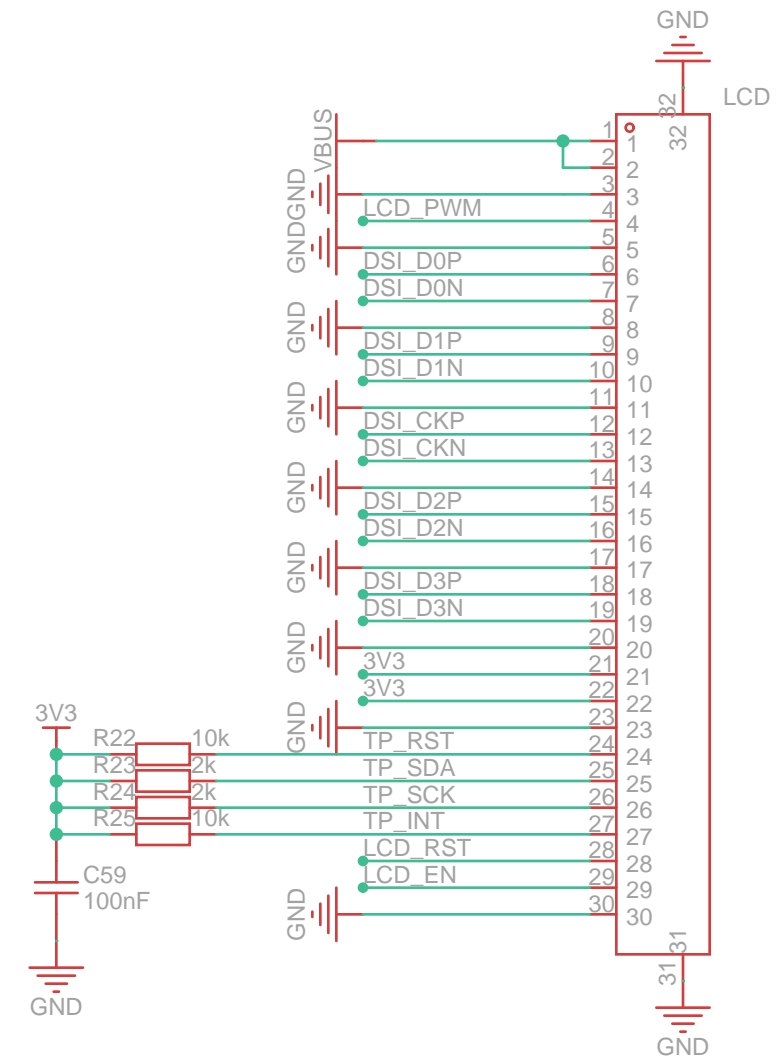 GND
32
LCD
32
VBUS
1
1
2
2
GND
3
3
LCD_PWM
4
4
GND
5
5
DSI_D0P
6
6
DSI_D0N
7
7
GND
8
8
DSI_D1P
9
9
DSI_D1N
10
10
GND
11
11
DSI_CKP
12
12
DSI_CKN
13
13
GND
14
14
DSI_D2P
15
15
DSI_D2N
16
16
GND
17
17
DSI_D3P
18
18
DSI_D3N
19
19
GND
20
20
3V3
21
21
3V3
22
22
GND
23
23
3V3
R22 10k TP_RST
24
24
R23 2k TP_SDA
25
25
R24 2k TP_SCK
26
26
R25 10k TP_INT
27
27
LCD_RST
28
28
C59
100nF
LCD_EN
29
29
GND
30
30
31
31
GND
GND